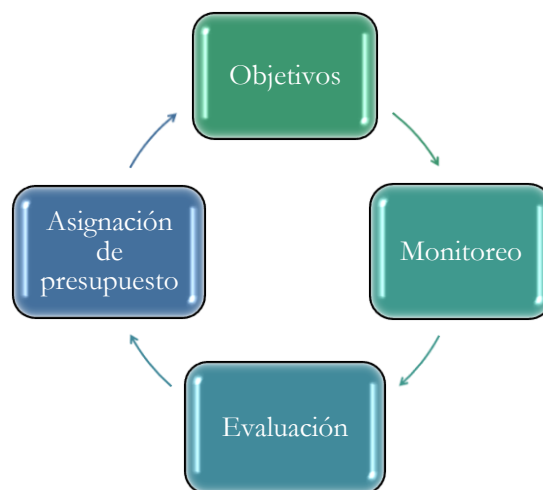 Objetivos
Monitoreo
Evaluación
Asignación
de
presupuesto